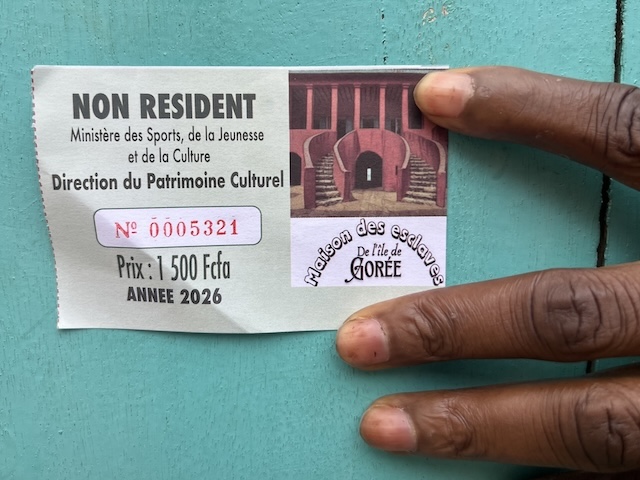 NON RESIDENT
Ministère des Sports, de la Jeunesse
et de la Culture
Direction du Patrimoine Culturel
Nº 0005321
Prix : 1 500 Fcfa
ANNEE 2026
Maison des esclaves
De l'île de
GORÉE